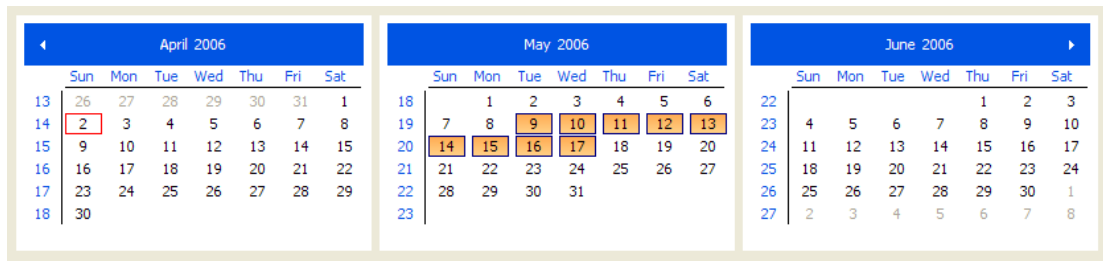 April 2006
Sun Mon Tue Wed Thu Fri Sat
13 26 27 28 29 30 31 1
14 2 3 4 5 6 7 8
15 9 10 11 12 13 14 15
16 16 17 18 19 20 21 22
17 23 24 25 26 27 28 29
18 30
May 2006
Sun Mon Tue Wed Thu Fri Sat
18 1 2 3 4 5 6
19 7 8 9 10 11 12 13
20 14 15 16 17 18 19 20
21 21 22 23 24 25 26 27
22 28 29 30 31
23
June 2006
Sun Mon Tue Wed Thu Fri Sat
22 1 2 3
23 4 5 6 7 8 9 10
24 11 12 13 14 15 16 17
25 18 19 20 21 22 23 24
26 25 26 27 28 29 30 1
27 2 3 4 5 6 7 8